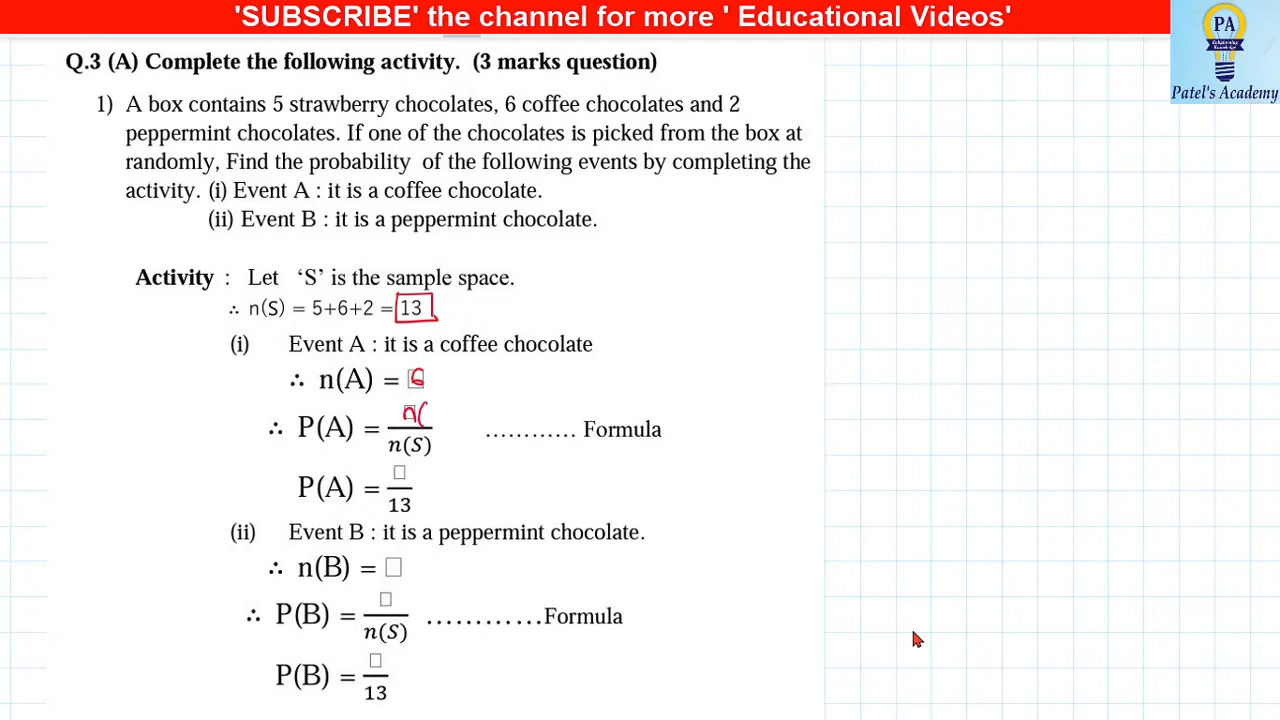 'SUBSCRIBE' the channel for more ' Educational Videos'
PA
Patel's Academy
Q.3 (A) Complete the following activity. (3 marks question)
1) A box contains 5 strawberry chocolates, 6 coffee chocolates and 2
peppermint chocolates. If one of the chocolates is picked from the box at
randomly, Find the probability of the following events by completing the
activity. (i) Event A : it is a coffee chocolate.
(ii) Event B : it is a peppermint chocolate.
Activity : Let ‘S’ is the sample space.
∴ n(S) = 5+6+2 = 13
(i) Event A : it is a coffee chocolate
∴ n(A) = 6
∴ P(A) = n( / n(S) ............ Formula
P(A) = □ / 13
(ii) Event B : it is a peppermint chocolate.
∴ n(B) = □
∴ P(B) = □ / n(S) ............Formula
P(B) = □ / 13